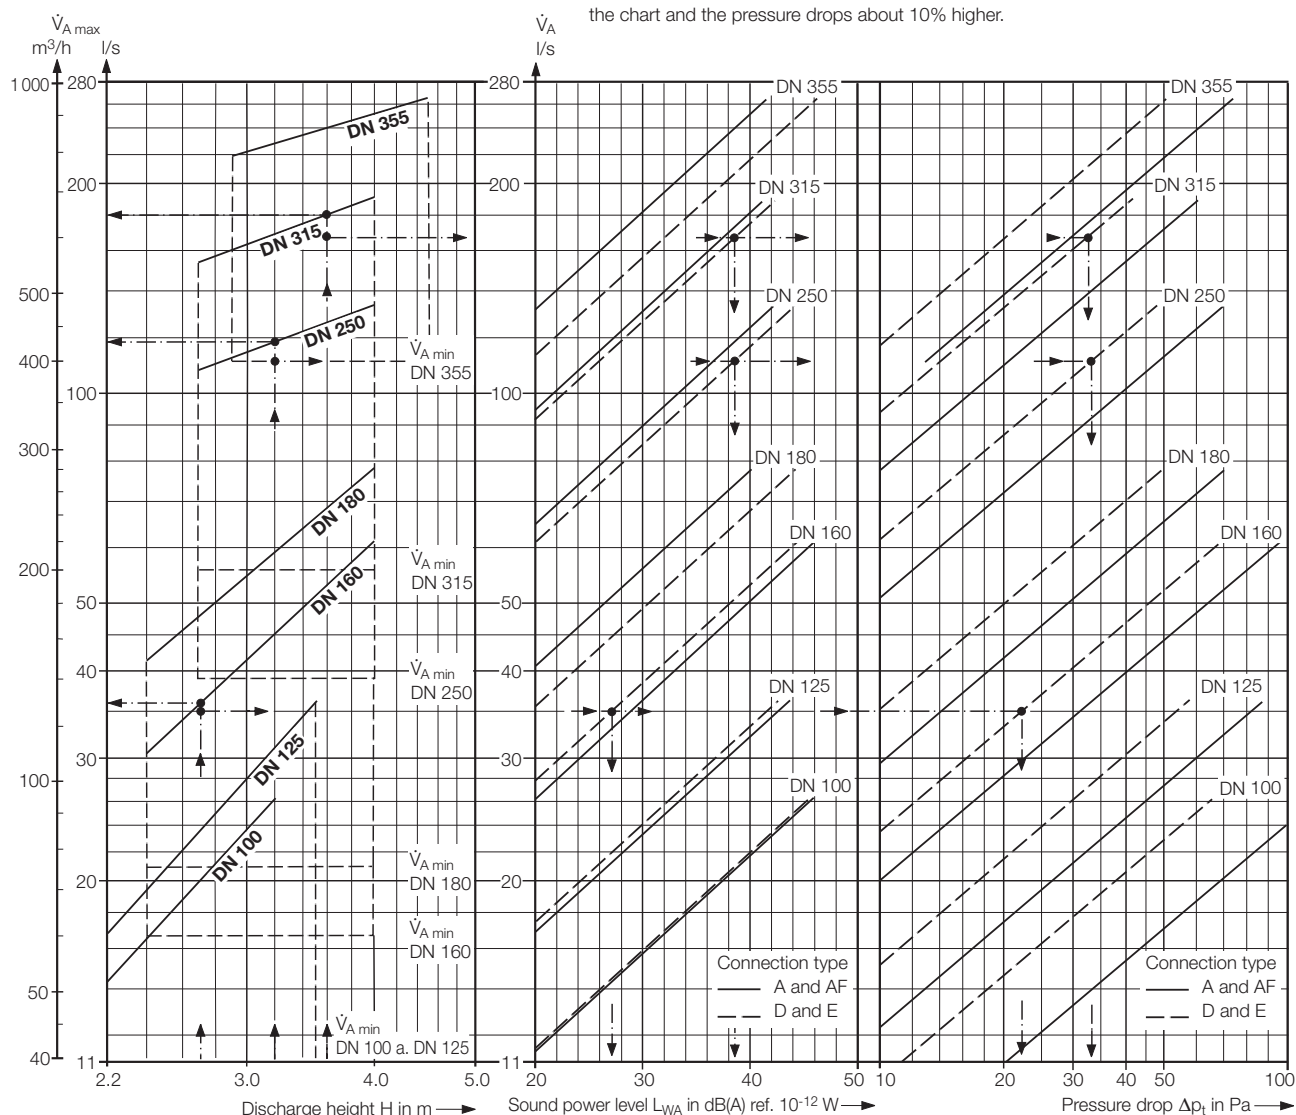 the chart and the pressure drops about 10% higher.
V̇A max
m³/h l/s
V̇A
l/s
1000
500
400
300
200
100
50
40
280
200
100
50
40
30
20
11
DN 355
DN 315
DN 250
DN 180
DN 160
DN 125
DN 100
V̇A min
DN 355
V̇A min
DN 315
V̇A min
DN 250
V̇A min
DN 180
V̇A min
DN 160
V̇A min
DN 100 a. DN 125
2.2 3.0 4.0 5.0
Discharge height H in m
280
200
100
50
40
30
20
11
DN 355
DN 315
DN 250
DN 180
DN 160
DN 125
DN 100
Connection type
A and AF
D and E
20 30 40 50
Sound power level LWA in dB(A) ref. 10-12 W
DN 355
DN 315
DN 250
DN 180
DN 160
DN 125
DN 100
Connection type
A and AF
D and E
10 20 30 40 50 100
Pressure drop Δpt in Pa